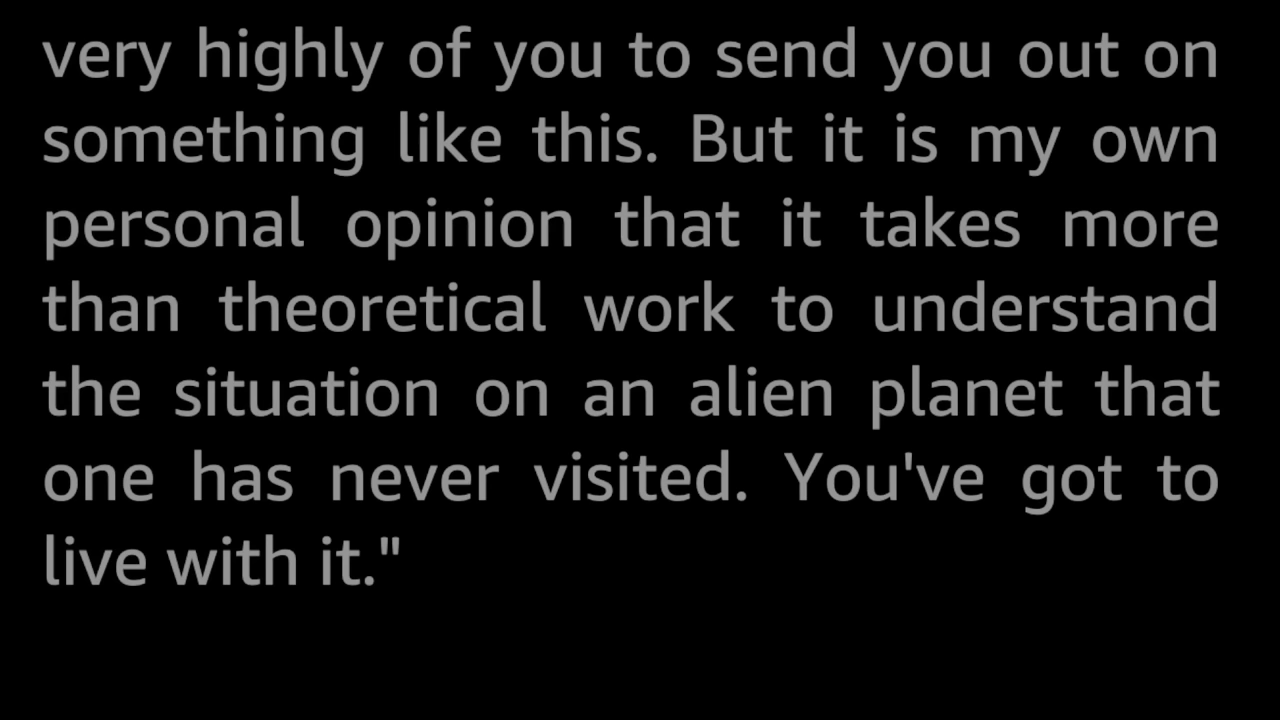 very highly of you to send you out on
something like this. But it is my own
personal opinion that it takes more
than theoretical work to understand
the situation on an alien planet that
one has never visited. You've got to
live with it."